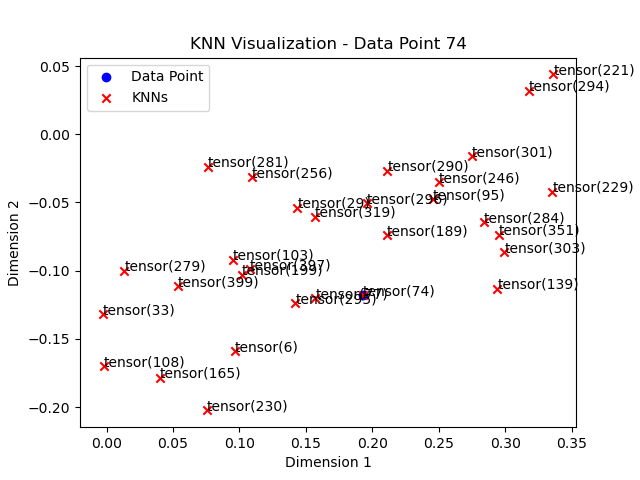 KNN Visualization - Data Point 74
Data Point
KNNs
tensor(221)
tensor(294)
tensor(301)
tensor(281)
tensor(256)
tensor(290)
tensor(246)
tensor(229)
tensor(95)
tensor(319)
tensor(284)
tensor(189)
tensor(351)
tensor(303)
tensor(103)
tensor(199)
tensor(279)
tensor(399)
tensor(139)
tensor(74)
tensor(33)
tensor(6)
tensor(108)
tensor(165)
tensor(230)
0.05
0.00
−0.05
−0.10
−0.15
−0.20
Dimension 2
0.00 0.05 0.10 0.15 0.20 0.25 0.30 0.35
Dimension 1